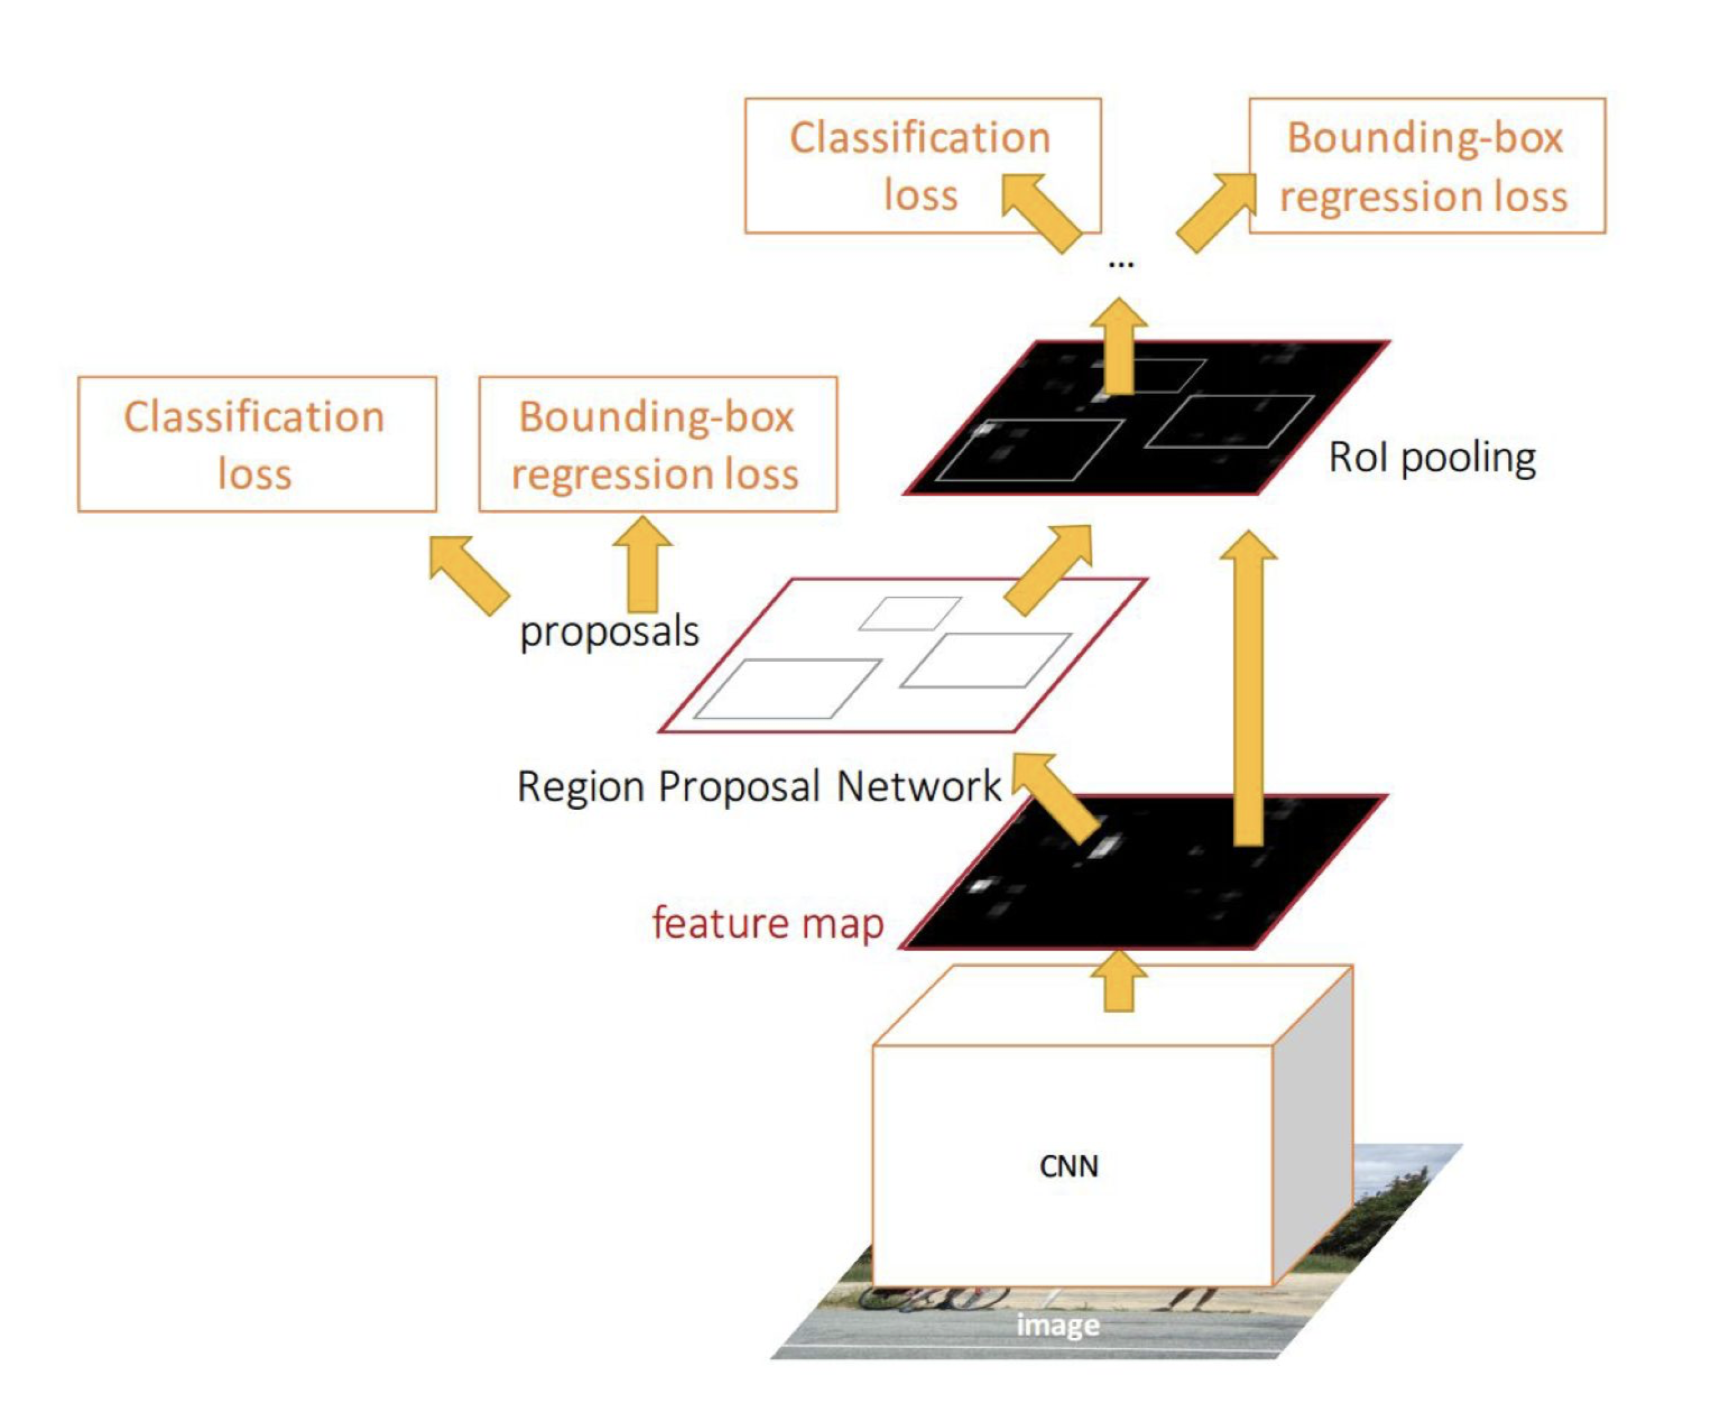 Classification
loss
Bounding-box
regression loss
...
Classification
loss
Bounding-box
regression loss
RoI pooling
proposals
Region Proposal Network
feature map
CNN
image